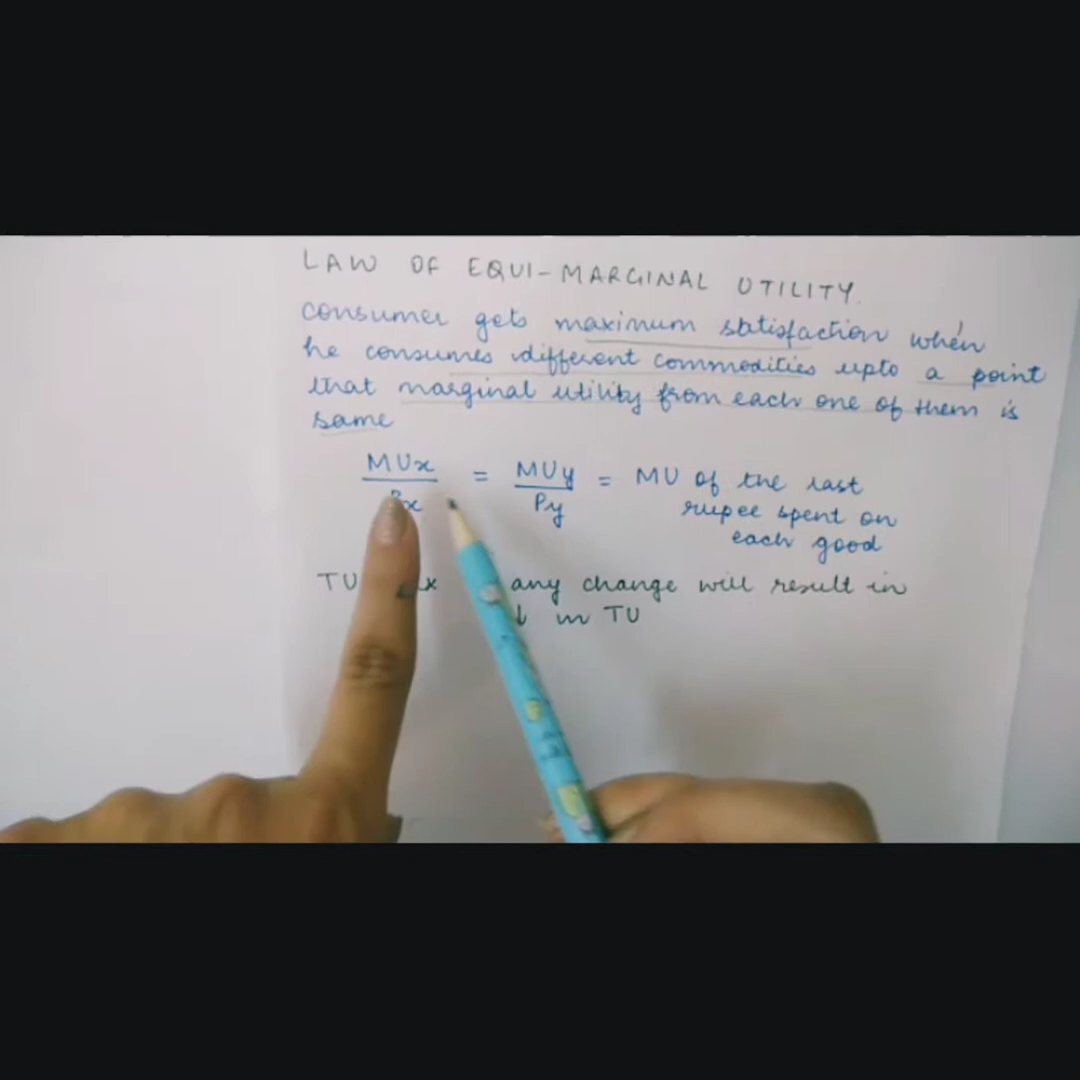 LAW OF EQUI-MARGINAL UTILITY.
consumer gets maximum satisfaction when
he consumes different commodities upto a point
that marginal utility from each one of them is
same
MUx = MUy = MU of the last
Px Py rupee spent on
each good
TU any change will result in
in TU